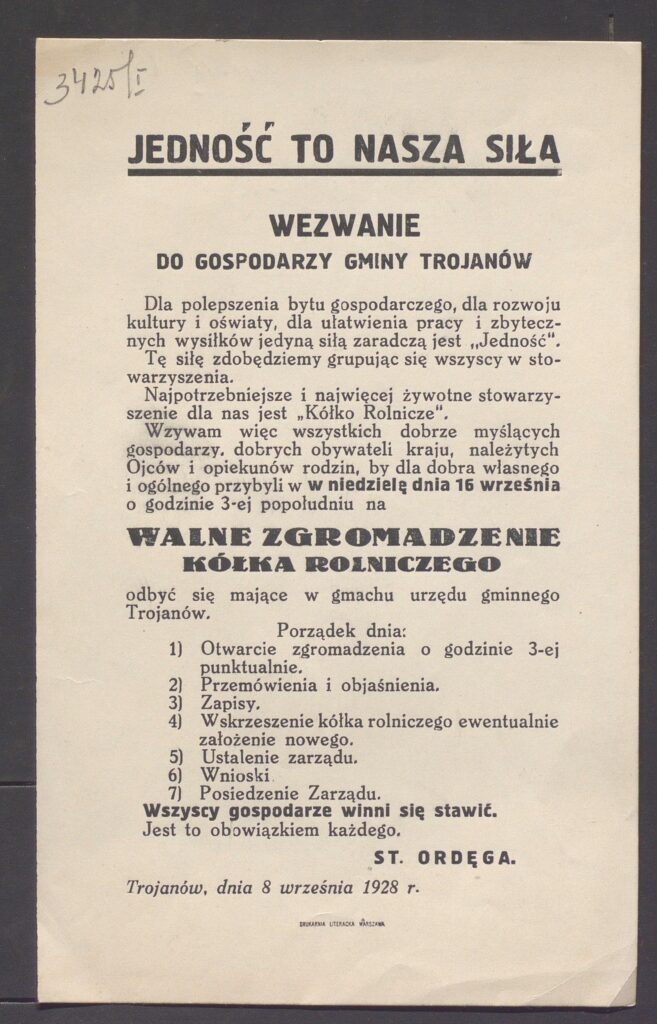 3425/I
JEDNOŚĆ TO NASZA SIŁA
WEZWANIE
DO GOSPODARZY GMINY TROJANÓW
Dla polepszenia bytu gospodarczego, dla rozwoju
kultury i oświaty, dla ułatwienia pracy i zbytecz-
nych wysiłków jedyną siłą zaradczą jest „Jedność“.
Tę siłę zdobędziemy grupując się wszyscy w sto-
warzyszenia.
Najpotrzebniejsze i najwięcej żywotne stowarzy-
szenie dla nas jest „Kółko Rolnicze“.
Wzywam więc wszystkich dobrze myślących
gospodarzy, dobrych obywateli kraju, należytych
Ojców i opiekunów rodzin, by dla dobra własnego
i ogólnego przybyli w w niedzielę dnia 16 września
o godzinie 3-ej popołudniu na
WALNE ZGROMADZENIE
KÓŁKA ROLNICZEGO
odbyć się mające w gmachu urzędu gminnego
Trojanów.
Porządek dnia:
1) Otwarcie zgromadzenia o godzinie 3-ej
punktualnie.
2) Przemówienia i objaśnienia.
3) Zapisy.
4) Wskrzeszenie kółka rolniczego ewentualnie
założenie nowego.
5) Ustalenie zarządu.
6) Wnioski.
7) Posiedzenie Zarządu.
Wszyscy gospodarze winni się stawić.
Jest to obowiązkiem każdego.
ST. ORDĘGA.
Trojanów, dnia 8 września 1928 r.
DRUKARNIA LITERACKA WARSZAWA